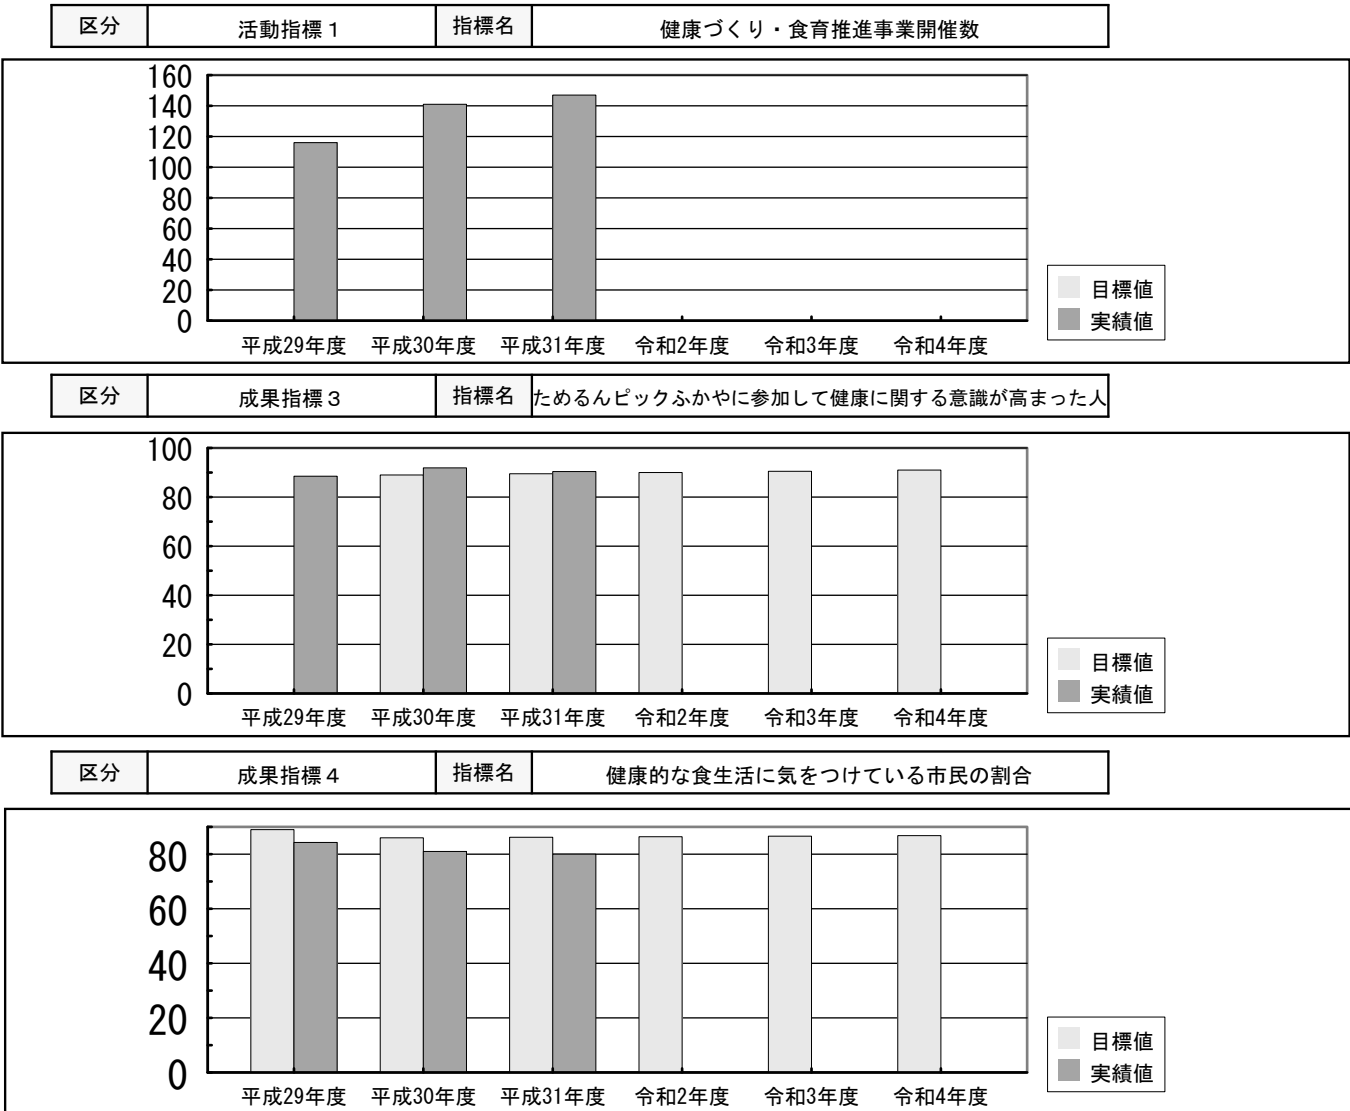 区分 活動指標１ 指標名 健康づくり・食育推進事業開催数
160
140
120
100
80
60
40
20
0
平成29年度 平成30年度 平成31年度 令和2年度 令和3年度 令和4年度
目標値
実績値
区分 成果指標３ 指標名 ためるんピックふかやに参加して健康に関する意識が高まった人
100
80
60
40
20
0
平成29年度 平成30年度 平成31年度 令和2年度 令和3年度 令和4年度
目標値
実績値
区分 成果指標４ 指標名 健康的な食生活に気をつけている市民の割合
80
60
40
20
0
平成29年度 平成30年度 平成31年度 令和2年度 令和3年度 令和4年度
目標値
実績値